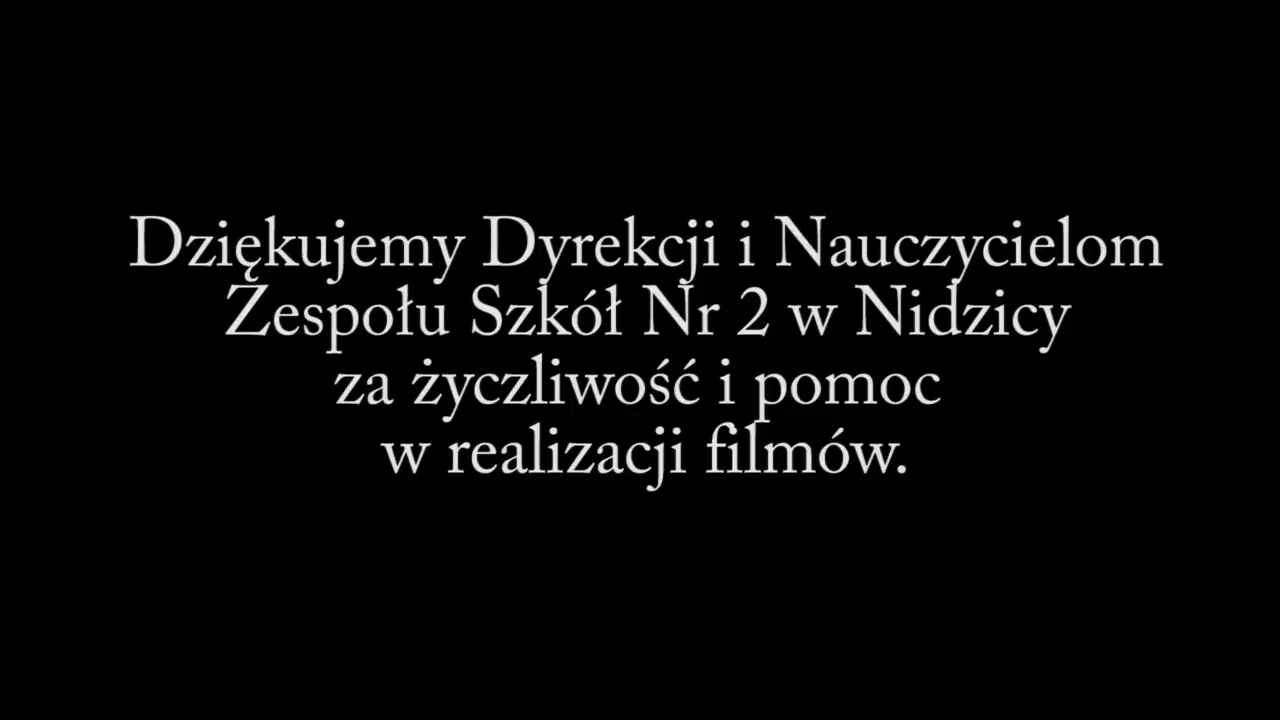 Dziękujemy Dyrekcji i Nauczycielom
Zespołu Szkół Nr 2 w Nidzicy
za życzliwość i pomoc
w realizacji filmów.